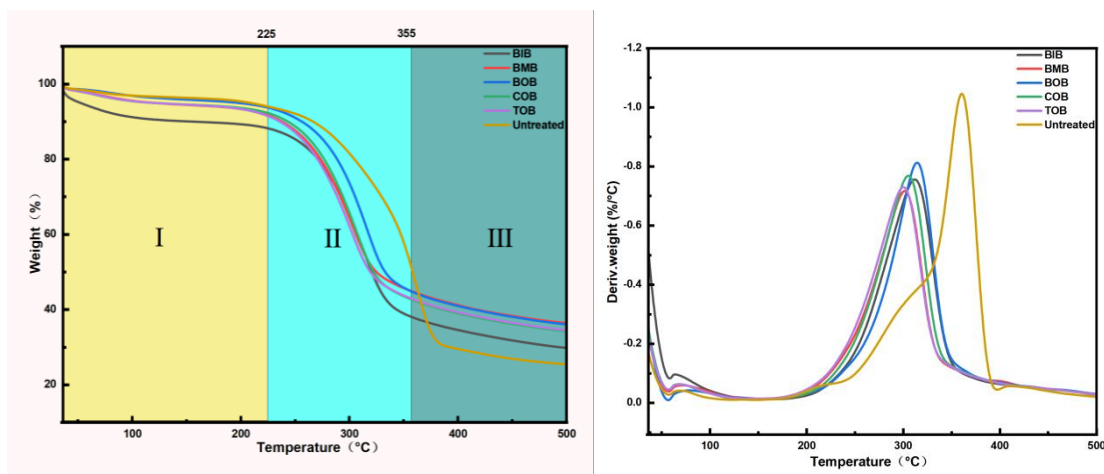 225 355
BIB
BMB
BOB
COB
TOB
Untreated
100
80
60
40
20
Weight（%）
I II III
100 200 300 400 500
Temperature（°C）
-1.2
-1.0
-0.8
-0.6
-0.4
-0.2
0.0
Deriv.weight (%/°C)
BIB
BMB
BOB
COB
TOB
Untreated
100 200 300 400 500
Temperature（°C）